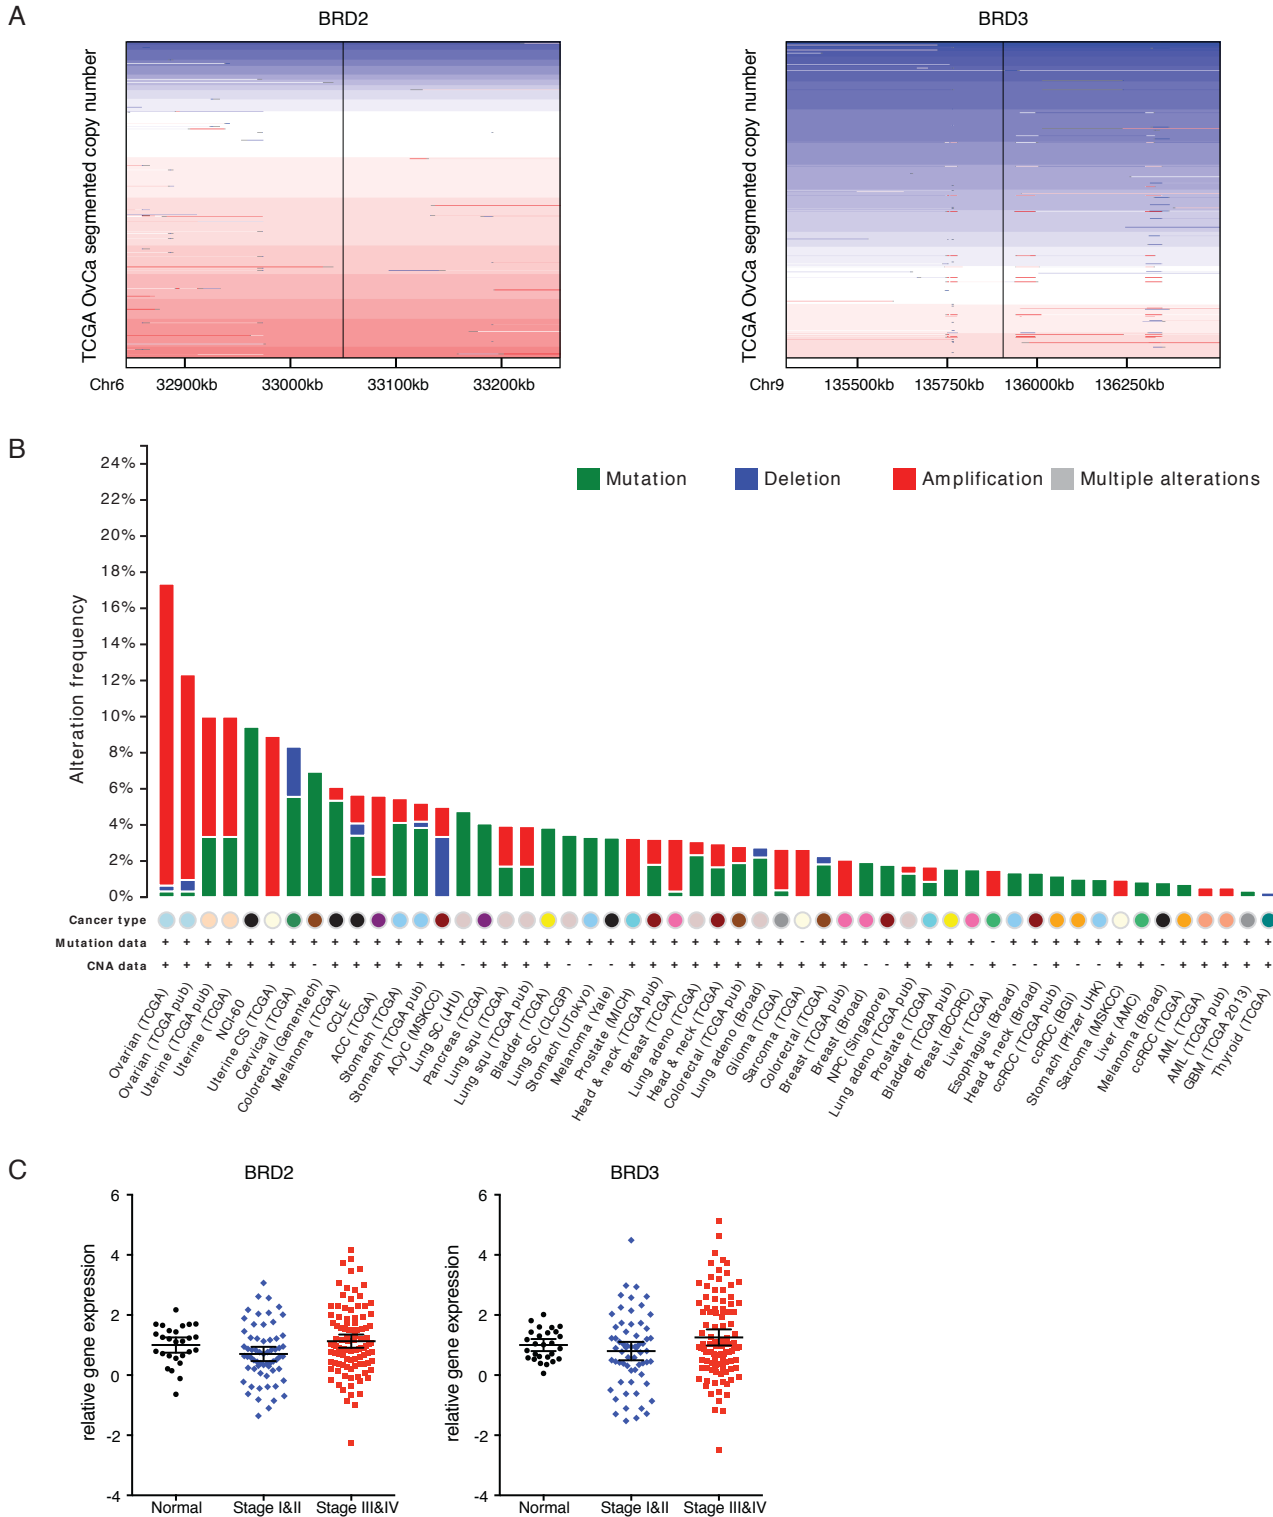 A
BRD2
BRD3
TCGA OvCa segmented copy number
TCGA OvCa segmented copy number
Chr6 32900kb 33000kb 33100kb 33200kb
Chr9 135500kb 135750kb 136000kb 136250kb
B
Alteration frequency
24%
22%
20%
18%
16%
14%
12%
10%
8%
6%
4%
2%
0%
Mutation Deletion Amplification Multiple alterations
Cancer type
Mutation data + + + + + + + + + + + + + + + + + + + + + + + + + + + + + + - + + + + + + + + - + + + + + + + + + + + + +
CNA data + + + + + + + - + + + + + + - + + + + - - - + + + + + + + + + + + - - + + + - + - - + - - + + - + + + + +
Ovarian (TCGA)
Ovarian (TCGA pub)
Uterine (TCGA pub)
Uterine (TCGA)
NCI-60
Uterine CS (TCGA)
Cervical (TCGA)
Colorectal (Genentech)
Melanoma (TCGA)
CCLE
ACC (TCGA)
Stomach (TCGA)
Stomach (TCGA pub)
ACyC (MSKCC)
Lung SC (JHU)
Pancreas (TCGA)
Lung squ (TCGA)
Lung squ (TCGA pub)
Bladder (TCGA)
Lung SC (CLCGP)
Stomach (UTokyo)
Melanoma (Yale)
Prostate (MICH)
Head & neck (TCGA pub)
Breast (TCGA)
Lung adeno (TCGA)
Head & neck (TCGA)
Colorectal (TCGA pub)
Lung adeno (Broad)
Glioma (TCGA)
Sarcoma (TCGA)
Colorectal (TCGA)
Breast (TCGA pub)
Breast (Broad)
NPC (Singapore)
Lung adeno (TCGA pub)
Prostate (TCGA)
Bladder (TCGA pub)
Breast (BCCRC)
Liver (TCGA)
Esophagus (Broad)
Head & neck (Broad)
ccRCC (TCGA pub)
ccRCC (BGI)
Stomach (Pfizer UHK)
Sarcoma (MSKCC)
Liver (AMC)
Melanoma (Broad)
ccRCC (TCGA)
AML (TCGA)
AML (TCGA pub)
GBM (TCGA 2013)
Thyroid (TCGA)
C
BRD2
relative gene expression
6
4
2
0
-2
-4
Normal Stage I&II Stage III&IV
BRD3
relative gene expression
6
4
2
0
-2
-4
Normal Stage I&II Stage III&IV